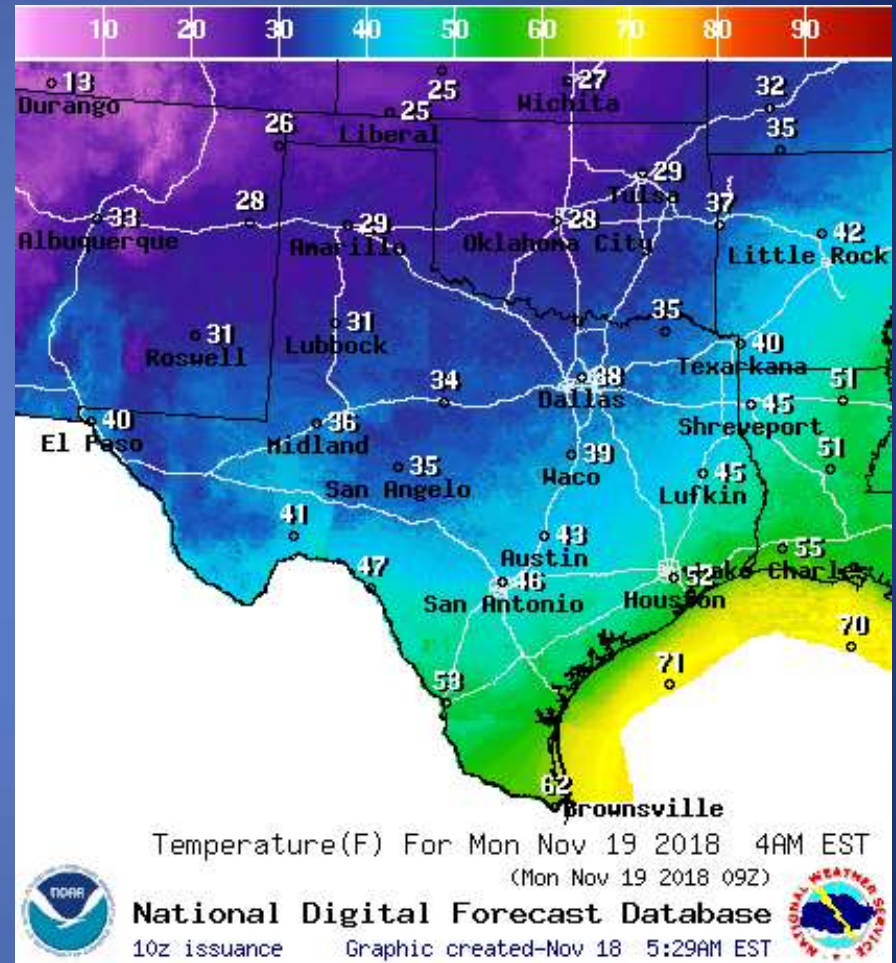 10 20 30 40 50 60 70 80 90
13 25 27 32
Durango 25 Wichita
26 Liberal 35
29
Tulsa
33 28 29 28 37 42
Albuquerque Amarillo Oklahoma City Little Rock
31 31 35 40
Roswell Lubbock Texarkana
34 38 51
Dallas 45
40 36 Shreveport
El Paso Midland 39 51
35 Waco 45
San Angelo Lufkin
41 43 55
Austin
47 46 52 Lake Charles
San Antonio Houston
70
71
53
62
Brownsville
Temperature(F) For Mon Nov 19 2018 4AM EST
(Mon Nov 19 2018 09Z)
NOAA
NATIONAL WEATHER SERVICE
National Digital Forecast Database
10z issuance Graphic created-Nov 18 5:29AM EST